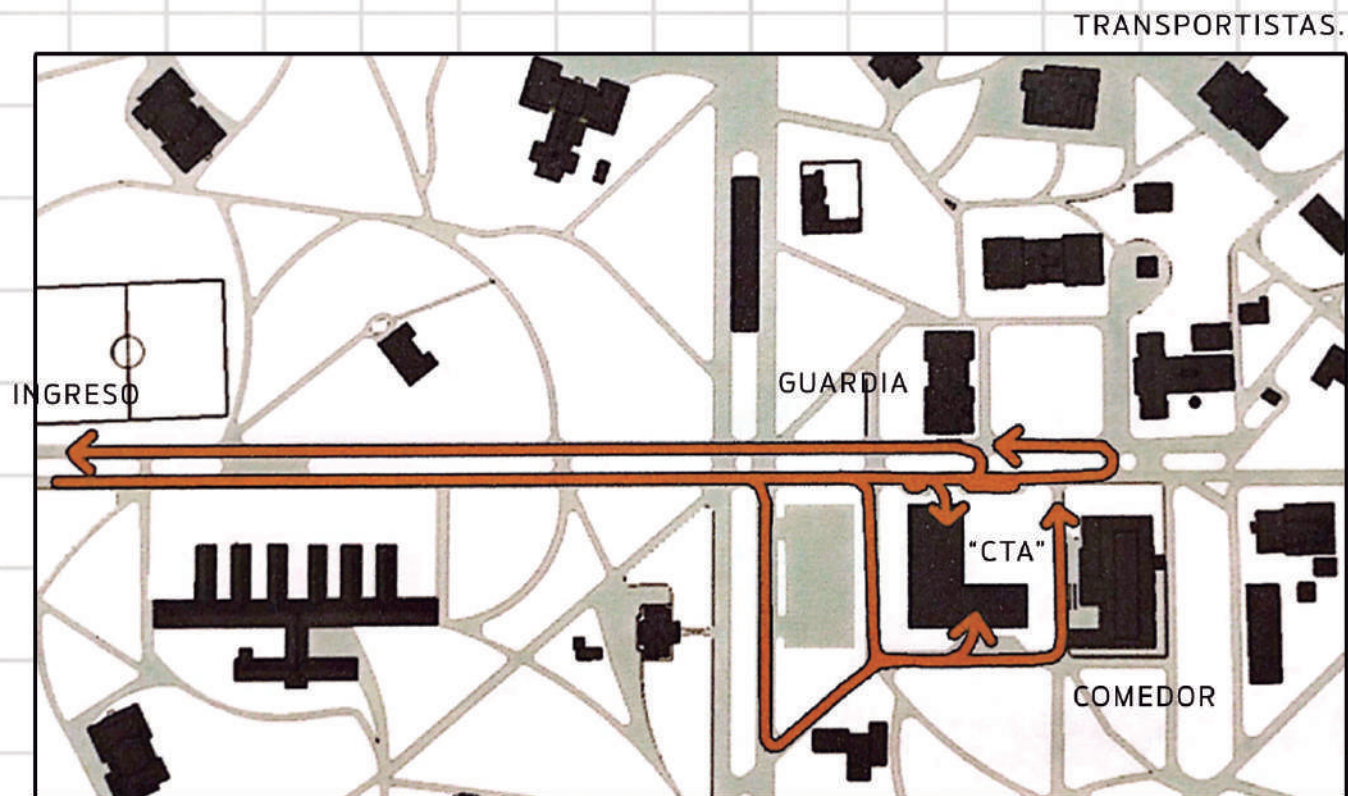 TRANSPORTISTAS.
GUARDIA
INGRESO
“CTA”
COMEDOR